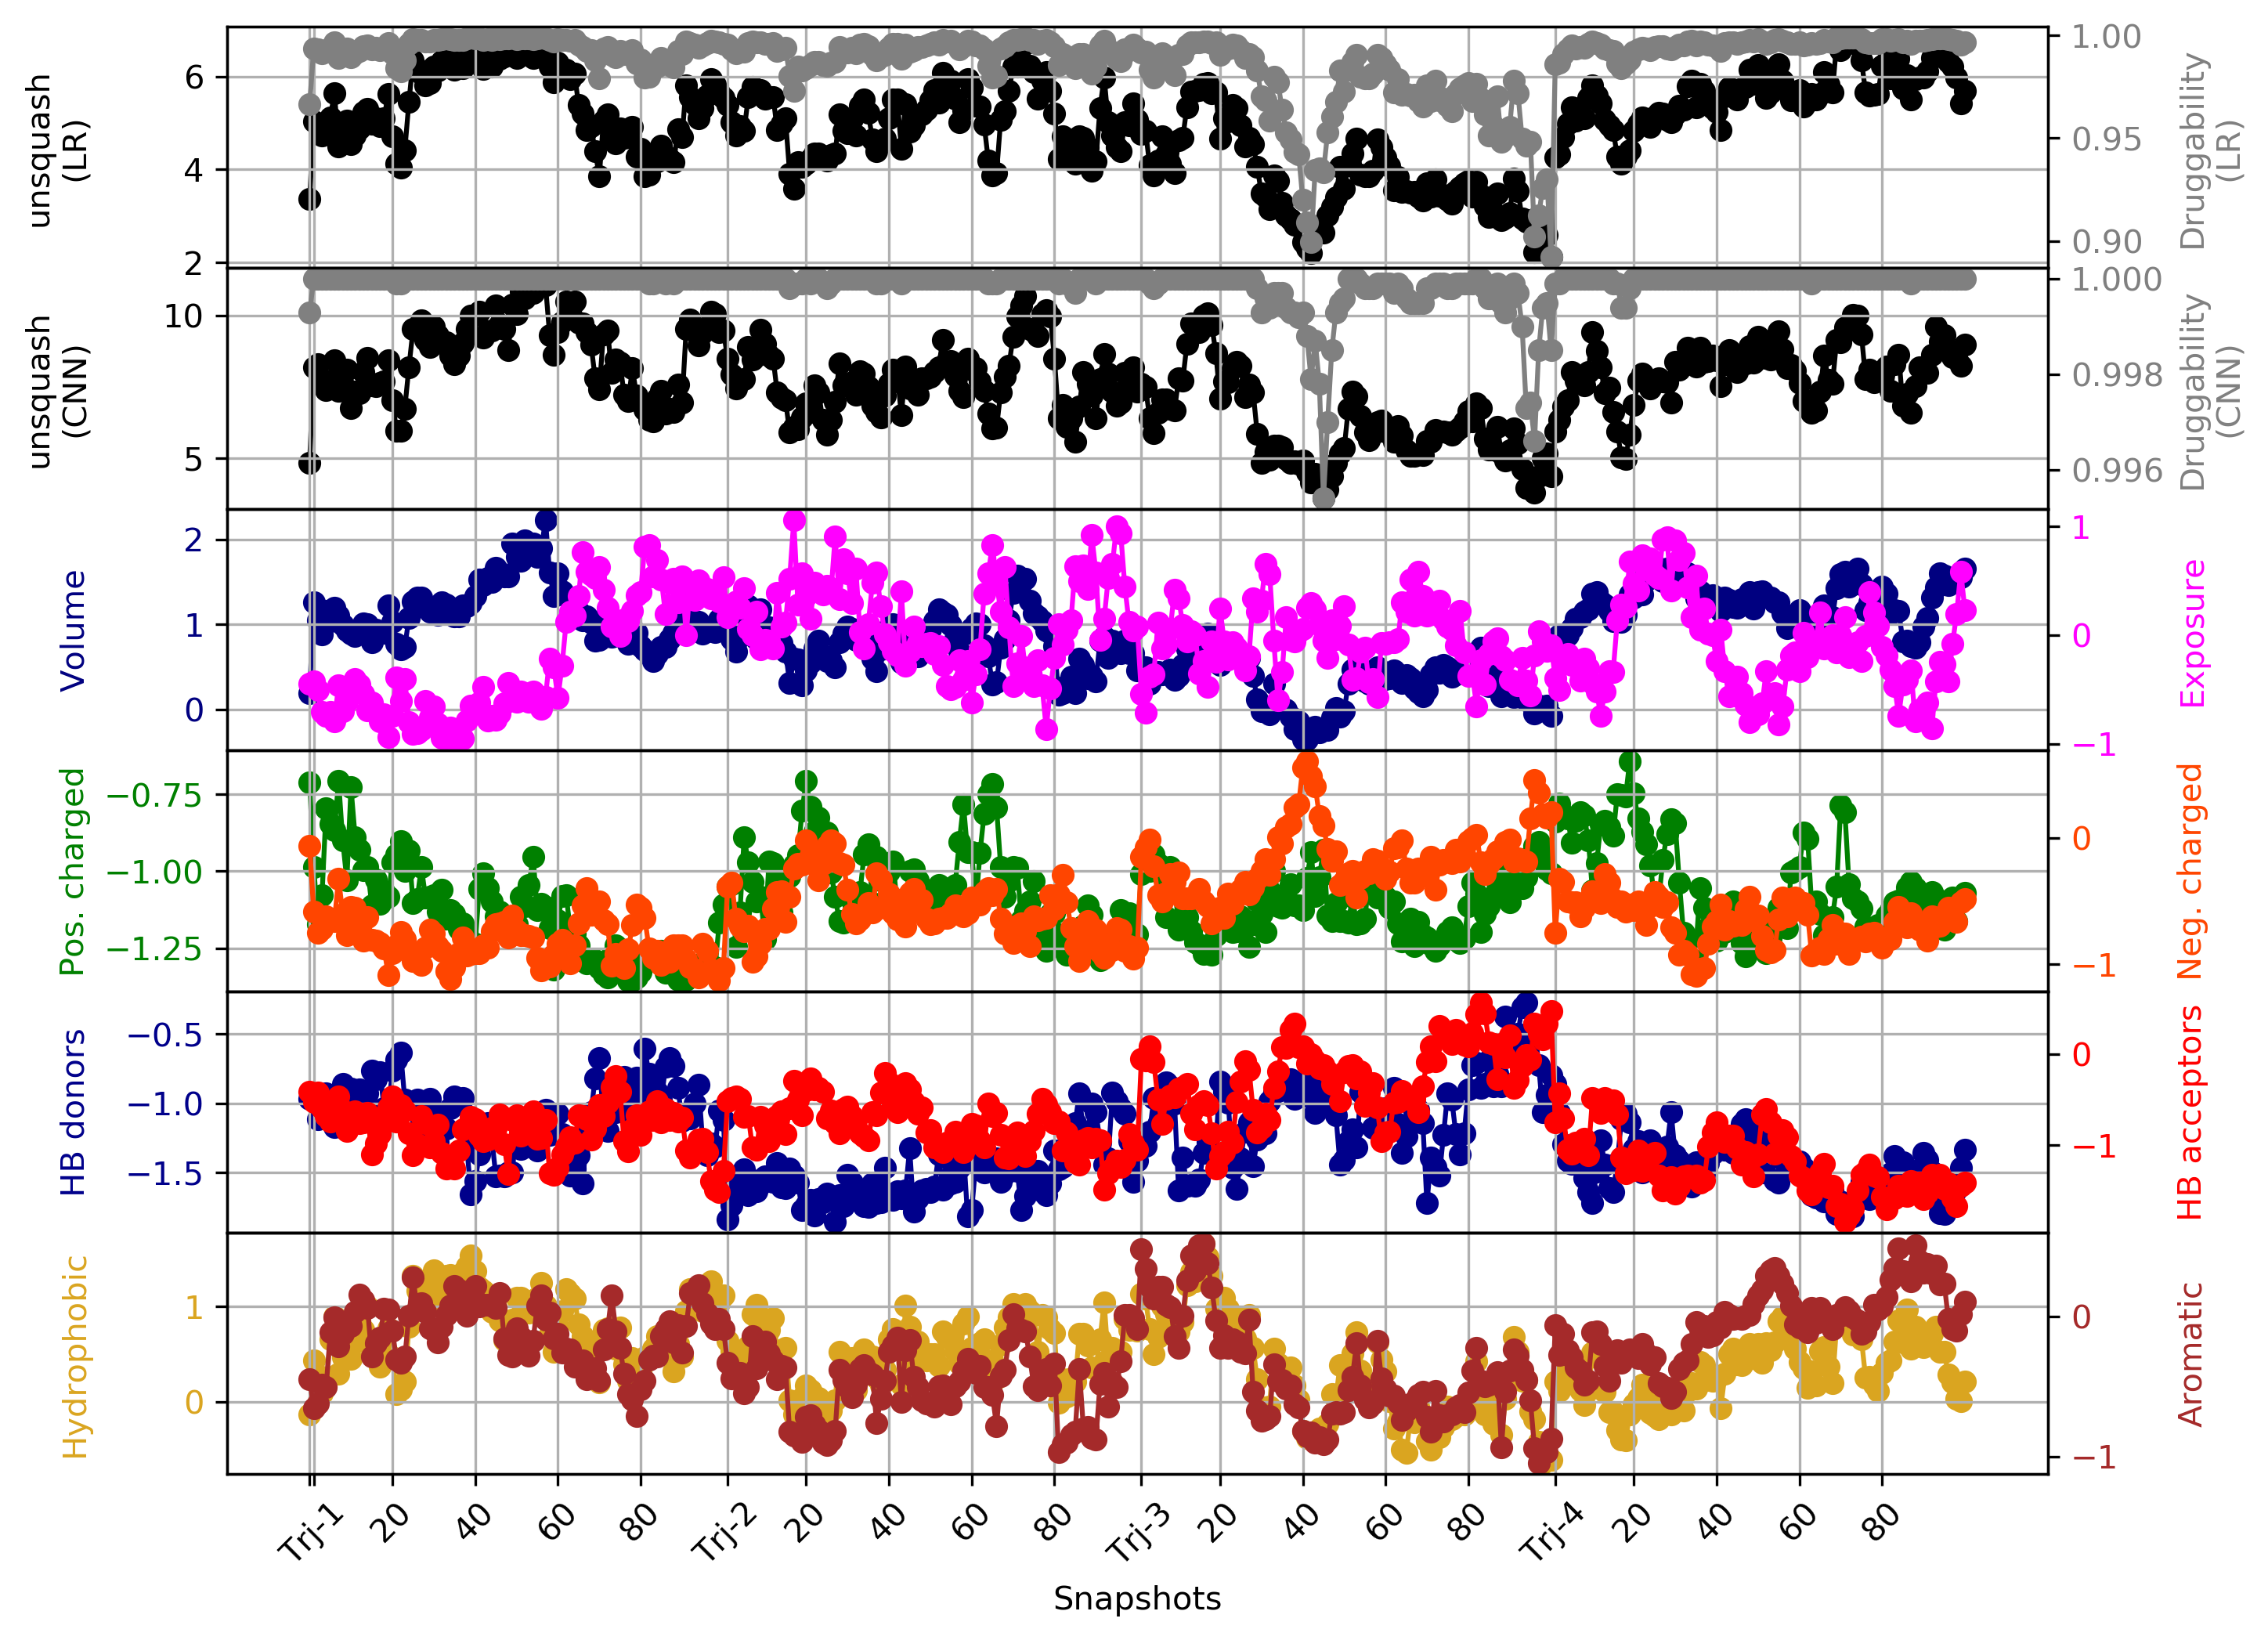 unsquash
(LR)
6
4
2
1.00
0.95
0.90
Druggability
(LR)
unsquash
(CNN)
10
5
1.000
0.998
0.996
Druggability
(CNN)
Volume
2
1
0
1
0
−1
Exposure
Pos. charged
−0.75
−1.00
−1.25
0
−1
Neg. charged
HB donors
−0.5
−1.0
−1.5
0
−1
HB acceptors
Hydrophobic
1
0
0
−1
Aromatic
Trj-1 20 40 60 80 Trj-2 20 40 60 80 Trj-3 20 40 60 80 Trj-4 20 40 60 80
Snapshots